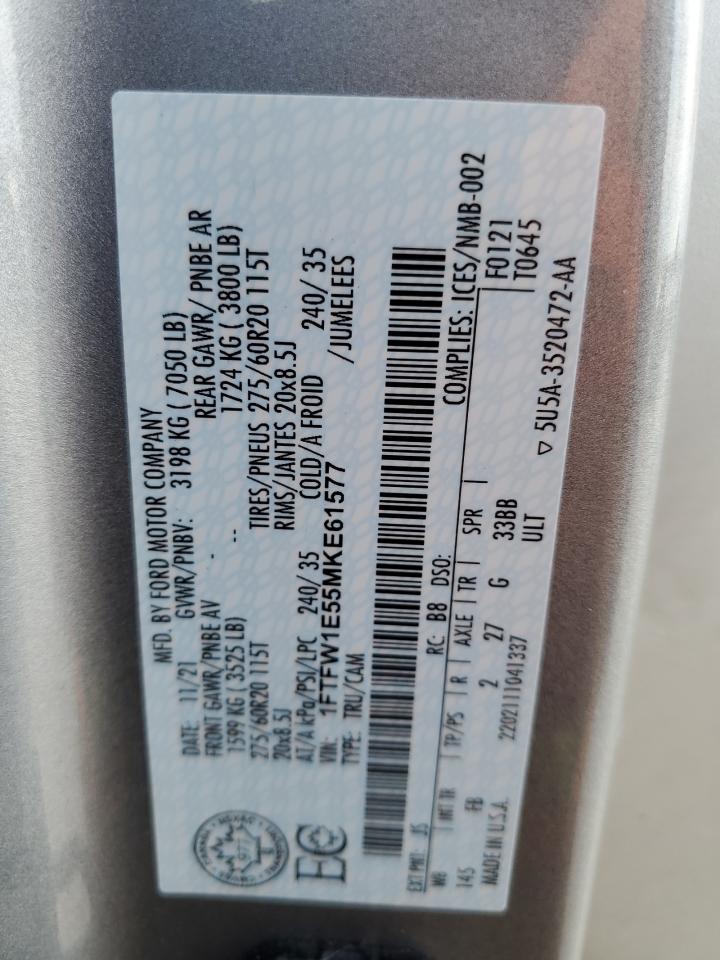 MFD. BY FORD MOTOR COMPANY
DATE: 11/21 GVWR/PNBV: 3198 KG ( 7050 LB)
FRONT GAWR/PNBE AV REAR GAWR/ PNBE AR
1599 KG ( 3525 LB) 1724 KG ( 3800 LB)
275/60R20 115T TIRES/PNEUS 275/60R20 115T
20x8.5J RIMS/JANTES 20x8.5J
AT/A kPa/PSI/LPC 240/ 35 COLD/A FROID 240/ 35
VIN: 1FTFW1E55MKE61577 /JUMELEES
TYPE: TRU/CAM
EC
EXT PNT: JS RC: B8 DSO: COMPLIES: ICES/NMB-002
WB | INT TR | TP/PS | R | AXLE | TR | SPR | F0121
145 FB 2 27 G 33BB T0645
ULT
MADE IN U.S.A. 2202111041337 ▽ 5U5A-3520472-AA